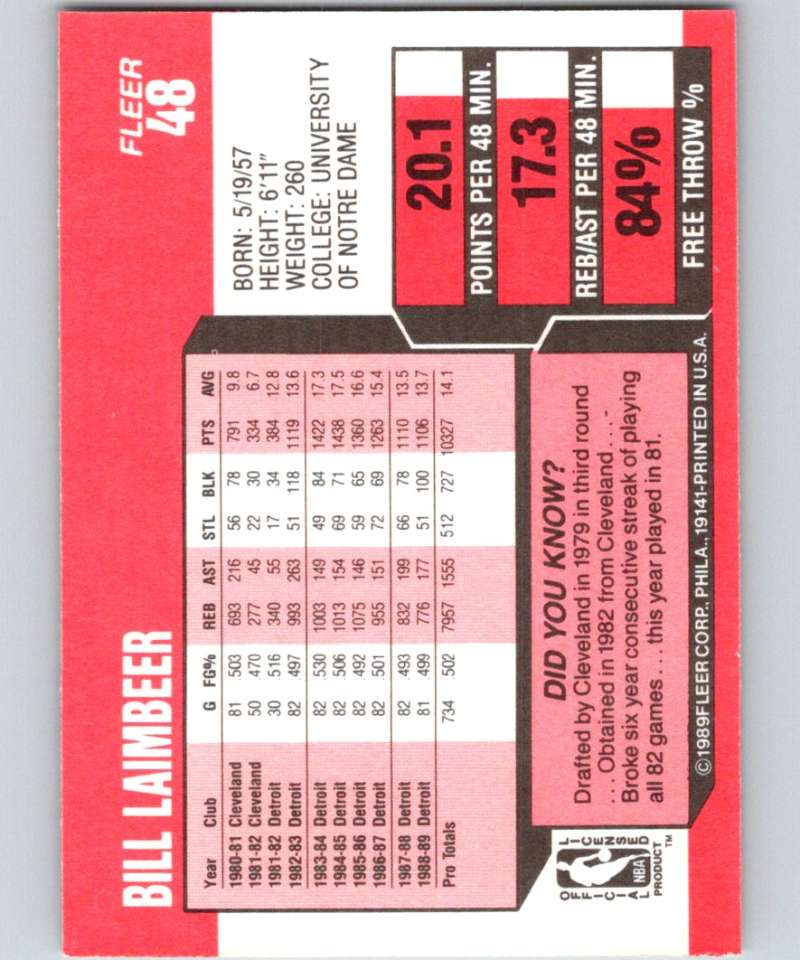 BILL LAIMBEER
FLEER
48
Year Club G FG% REB AST STL BLK PTS AVG
1980-81 Cleveland 81 .503 693 216 56 78 791 9.8
1981-82 Cleveland 50 .470 277 45 22 30 334 6.7
1981-82 Detroit 30 .516 340 55 17 34 384 12.8
1982-83 Detroit 82 .497 993 263 51 118 1119 13.6
1983-84 Detroit 82 .530 1003 149 49 84 1422 17.3
1984-85 Detroit 82 .506 1013 154 69 71 1438 17.5
1985-86 Detroit 82 .492 1075 146 59 65 1360 16.6
1986-87 Detroit 82 .501 955 151 72 69 1263 15.4
1987-88 Detroit 82 .493 832 199 66 78 1110 13.5
1988-89 Detroit 81 .499 776 177 51 100 1106 13.7
Pro Totals 734 .502 7957 1555 512 727 10327 14.1
BORN: 5/19/57
HEIGHT: 6'11"
WEIGHT: 260
COLLEGE: UNIVERSITY
OF NOTRE DAME
20.1
POINTS PER 48 MIN.
17.3
REB/AST PER 48 MIN.
84%
FREE THROW %
DID YOU KNOW?
Drafted by Cleveland in 1979 in third round
. . . Obtained in 1982 from Cleveland . . . -
Broke six year consecutive streak of playing
all 82 games . . . this year played in 81.
OFFICIAL
LICENSED
NBA
PRODUCT™
©1989FLEER CORP., PHILA., 19141-PRINTED IN U.S.A.